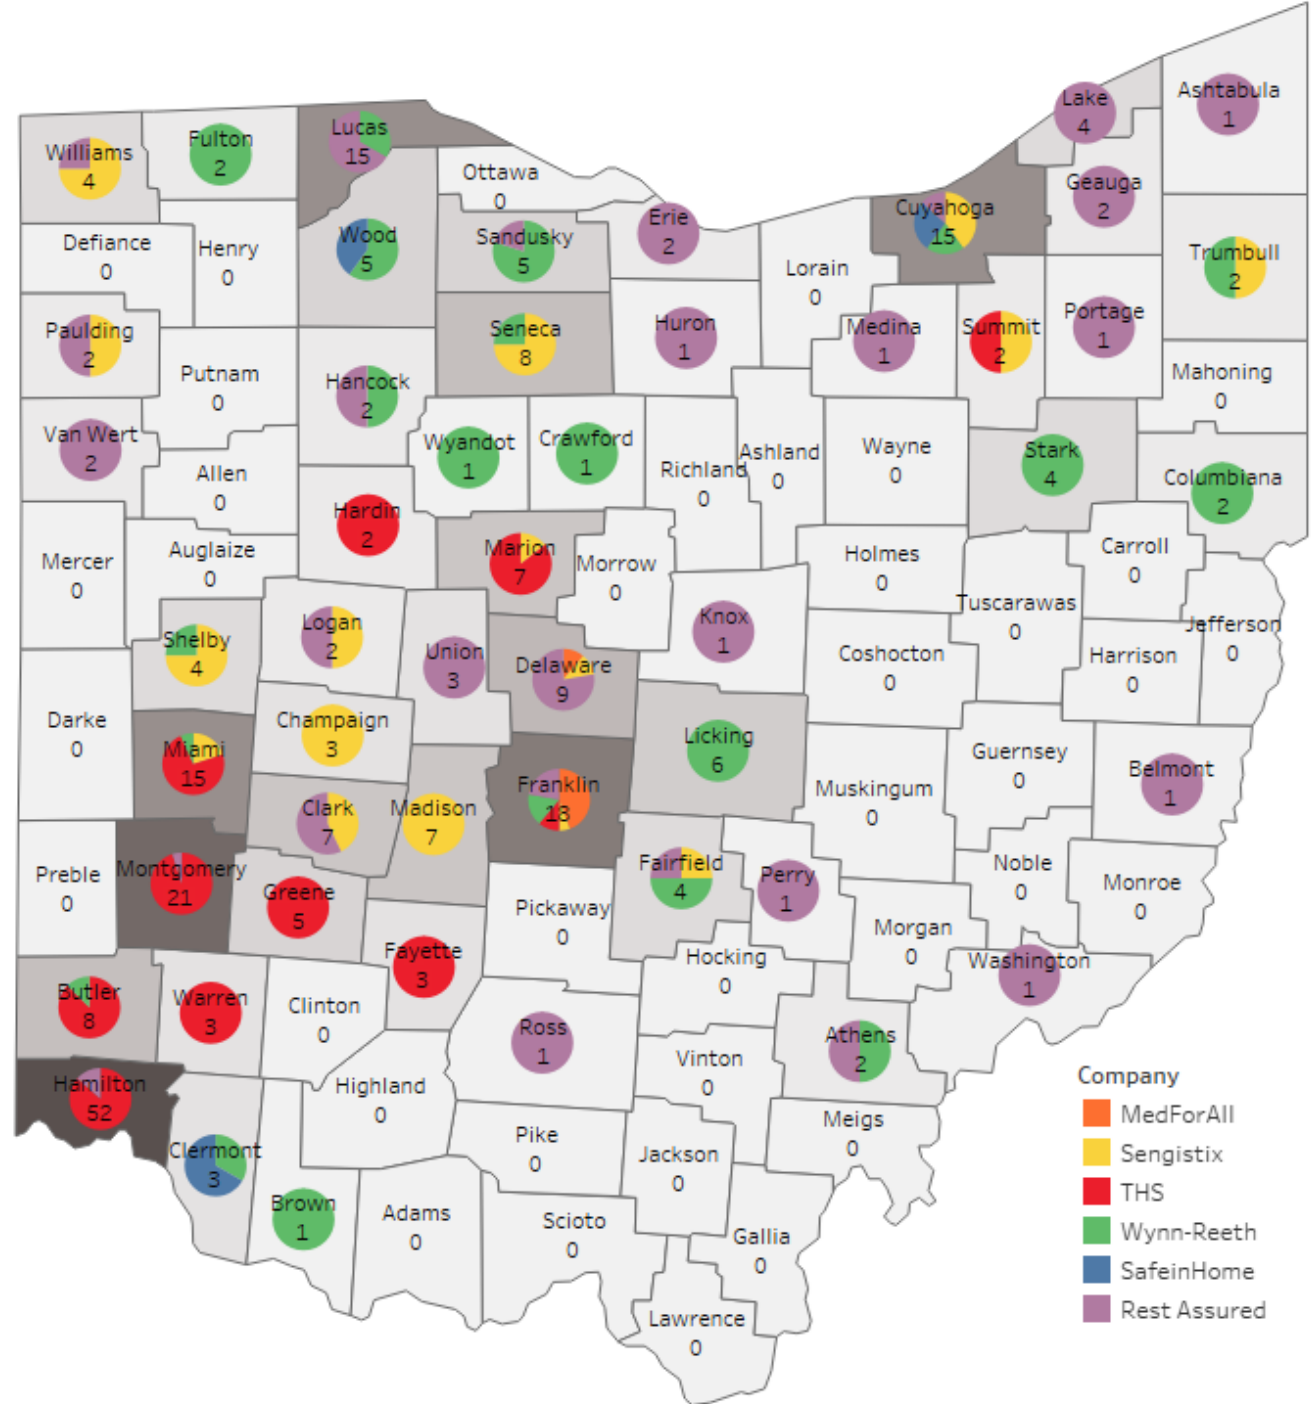 Lake
4
Ashtabula
1
Lucas
15
Fulton
2
Williams
4
Ottawa
0
Geauga
2
Cuyahoga
15
Erie
2
Wood
5
Sandusky
5
Defiance
0
Henry
0
Trumbull
2
Lorain
0
Portage
1
Huron
1
Medina
1
Summit
2
Seneca
8
Paulding
2
Putnam
0
Hancock
2
Mahoning
0
Van Wert
2
Wyandot
1
Crawford
1
Richland
0
Ashland
0
Wayne
0
Stark
4
Columbiana
2
Allen
0
Hardin
2
Marion
7
Morrow
0
Holmes
0
Carroll
0
Mercer
0
Auglaize
0
Tuscarawas
0
Jefferson
0
Shelby
4
Logan
2
Union
3
Delaware
9
Knox
1
Coshocton
0
Harrison
0
Darke
0
Champaign
3
Miami
15
Licking
6
Guernsey
0
Belmont
1
Franklin
18
Muskingum
0
Clark
7
Madison
7
Preble
0
Montgomery
21
Greene
5
Fairfield
4
Perry
1
Noble
0
Monroe
0
Pickaway
0
Morgan
0
Fayette
3
Hocking
0
Washington
1
Butler
8
Warren
3
Clinton
0
Ross
1
Athens
2
Vinton
0
Hamilton
52
Highland
0
Meigs
0
Pike
0
Jackson
0
Clermont
3
Brown
1
Adams
0
Scioto
0
Gallia
0
Lawrence
0
Company
MedForAll
Sengistix
THS
Wynn-Reeth
SafeinHome
Rest Assured